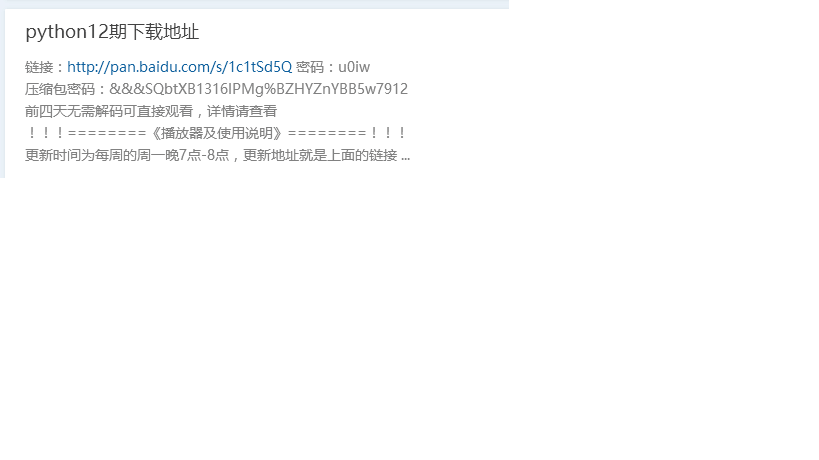 python12期下载地址
链接：http://pan.baidu.com/s/1c1tSd5Q 密码：u0iw
压缩包密码：&&&SQbtXB1316IPMg%BZHYZnYBB5w7912
前四天无需解码可直接观看，详情请查看
！！！========《播放器及使用说明》========！！！
更新时间为每周的周一晚7点-8点，更新地址就是上面的链接 ...